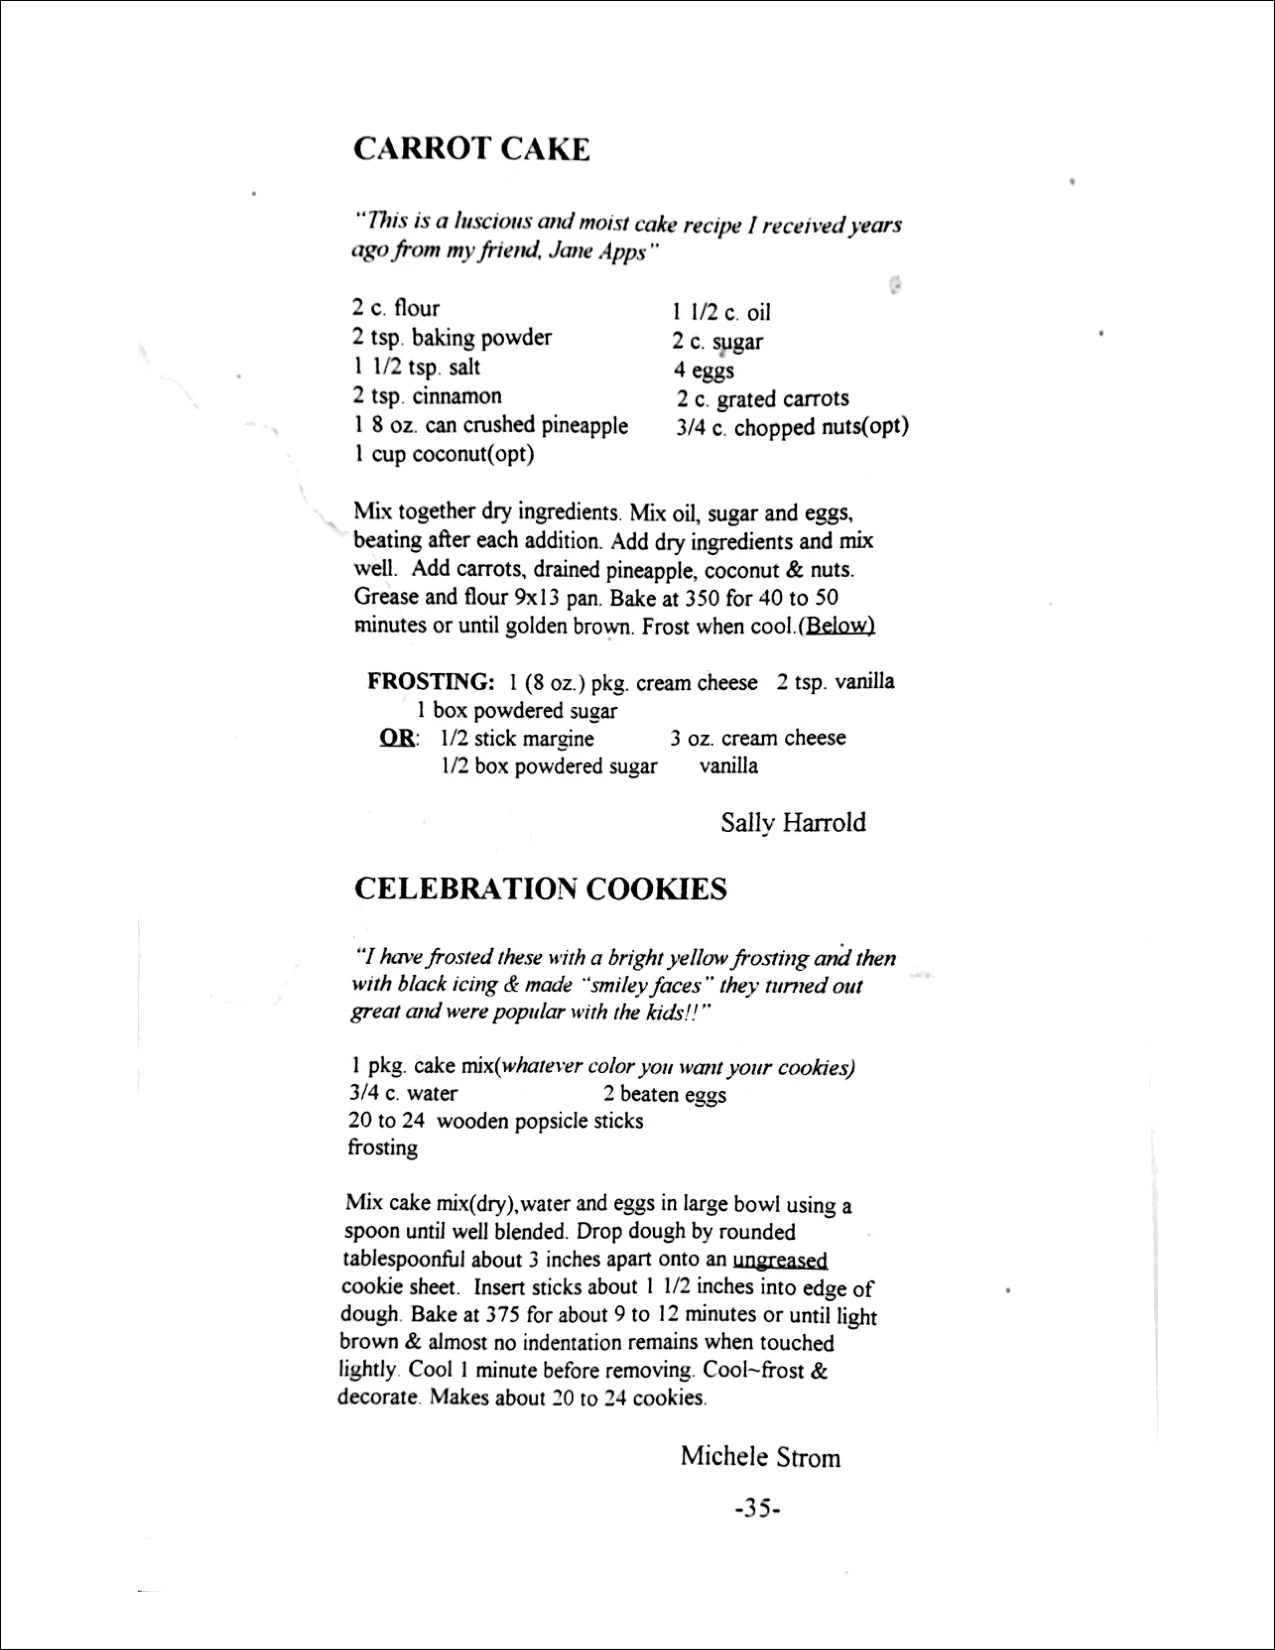 CARROT CAKE
"This is a luscious and moist cake recipe I received years
ago from my friend, Jane Apps"
2 c. flour 1 1/2 c. oil
2 tsp. baking powder 2 c. sugar
1 1/2 tsp. salt 4 eggs
2 tsp. cinnamon 2 c. grated carrots
1 8 oz. can crushed pineapple 3/4 c. chopped nuts(opt)
1 cup coconut(opt)
Mix together dry ingredients. Mix oil, sugar and eggs,
beating after each addition. Add dry ingredients and mix
well. Add carrots, drained pineapple, coconut & nuts.
Grease and flour 9x13 pan. Bake at 350 for 40 to 50
minutes or until golden brown. Frost when cool.(Below)
FROSTING: 1 (8 oz.) pkg. cream cheese 2 tsp. vanilla
1 box powdered sugar
OR: 1/2 stick margine 3 oz. cream cheese
1/2 box powdered sugar vanilla
Sally Harrold
CELEBRATION COOKIES
"I have frosted these with a bright yellow frosting and then
with black icing & made "smiley faces" they turned out
great and were popular with the kids!!"
1 pkg. cake mix(whatever color you want your cookies)
3/4 c. water 2 beaten eggs
20 to 24 wooden popsicle sticks
frosting
Mix cake mix(dry),water and eggs in large bowl using a
spoon until well blended. Drop dough by rounded
tablespoonful about 3 inches apart onto an ungreased
cookie sheet. Insert sticks about 1 1/2 inches into edge of
dough. Bake at 375 for about 9 to 12 minutes or until light
brown & almost no indentation remains when touched
lightly. Cool 1 minute before removing. Cool~frost &
decorate. Makes about 20 to 24 cookies.
Michele Strom
-35-